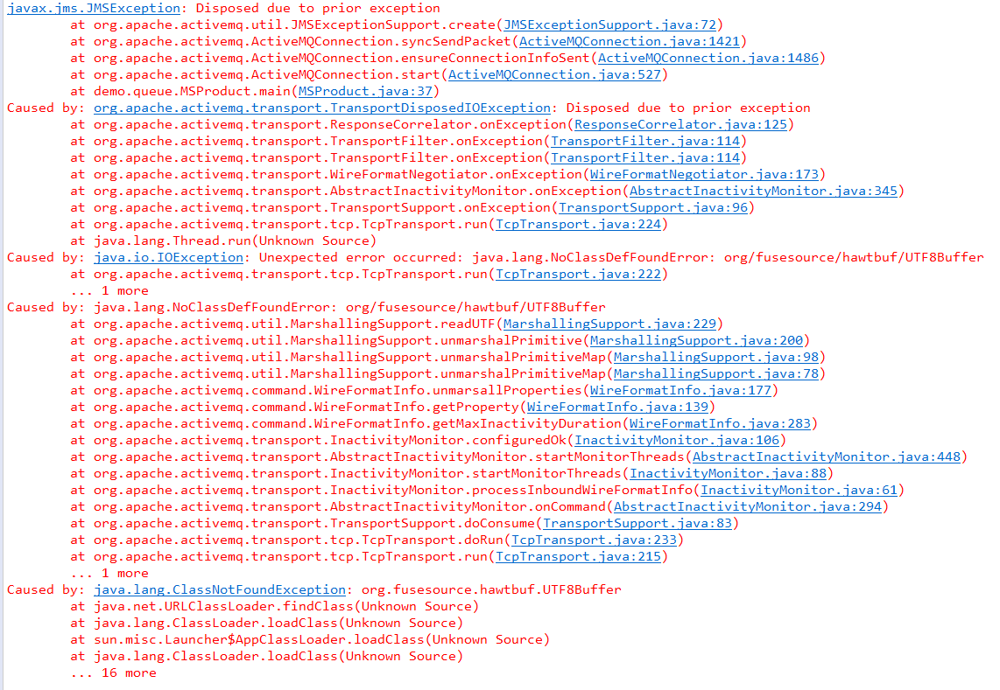 javax.jms.JMSException: Disposed due to prior exception
at org.apache.activemq.util.JMSExceptionSupport.create(JMSExceptionSupport.java:72)
at org.apache.activemq.ActiveMQConnection.syncSendPacket(ActiveMQConnection.java:1421)
at org.apache.activemq.ActiveMQConnection.ensureConnectionInfoSent(ActiveMQConnection.java:1486)
at org.apache.activemq.ActiveMQConnection.start(ActiveMQConnection.java:527)
at demo.queue.MSProduct.main(MSProduct.java:37)
Caused by: org.apache.activemq.transport.TransportDisposedIOException: Disposed due to prior exception
at org.apache.activemq.transport.ResponseCorrelator.onException(ResponseCorrelator.java:125)
at org.apache.activemq.transport.TransportFilter.onException(TransportFilter.java:114)
at org.apache.activemq.transport.TransportFilter.onException(TransportFilter.java:114)
at org.apache.activemq.transport.WireFormatNegotiator.onException(WireFormatNegotiator.java:173)
at org.apache.activemq.transport.AbstractInactivityMonitor.onException(AbstractInactivityMonitor.java:345)
at org.apache.activemq.transport.TransportSupport.onException(TransportSupport.java:96)
at org.apache.activemq.transport.tcp.TcpTransport.run(TcpTransport.java:224)
at java.lang.Thread.run(Unknown Source)
Caused by: java.io.IOException: Unexpected error occurred: java.lang.NoClassDefFoundError: org/fusesource/hawtbuf/UTF8Buffer
at org.apache.activemq.transport.tcp.TcpTransport.run(TcpTransport.java:222)
... 1 more
Caused by: java.lang.NoClassDefFoundError: org/fusesource/hawtbuf/UTF8Buffer
at org.apache.activemq.util.MarshallingSupport.readUTF(MarshallingSupport.java:229)
at org.apache.activemq.util.MarshallingSupport.unmarshalPrimitive(MarshallingSupport.java:200)
at org.apache.activemq.util.MarshallingSupport.unmarshalPrimitiveMap(MarshallingSupport.java:98)
at org.apache.activemq.util.MarshallingSupport.unmarshalPrimitiveMap(MarshallingSupport.java:78)
at org.apache.activemq.command.WireFormatInfo.unmarsallProperties(WireFormatInfo.java:177)
at org.apache.activemq.command.WireFormatInfo.getProperty(WireFormatInfo.java:139)
at org.apache.activemq.command.WireFormatInfo.getMaxInactivityDuration(WireFormatInfo.java:283)
at org.apache.activemq.transport.InactivityMonitor.configuredOk(InactivityMonitor.java:106)
at org.apache.activemq.transport.AbstractInactivityMonitor.startMonitorThreads(AbstractInactivityMonitor.java:448)
at org.apache.activemq.transport.InactivityMonitor.startMonitorThreads(InactivityMonitor.java:88)
at org.apache.activemq.transport.InactivityMonitor.processInboundWireFormatInfo(InactivityMonitor.java:61)
at org.apache.activemq.transport.AbstractInactivityMonitor.onCommand(AbstractInactivityMonitor.java:294)
at org.apache.activemq.transport.TransportSupport.doConsume(TransportSupport.java:83)
at org.apache.activemq.transport.tcp.TcpTransport.doRun(TcpTransport.java:233)
at org.apache.activemq.transport.tcp.TcpTransport.run(TcpTransport.java:215)
... 1 more
Caused by: java.lang.ClassNotFoundException: org.fusesource.hawtbuf.UTF8Buffer
at java.net.URLClassLoader.findClass(Unknown Source)
at java.lang.ClassLoader.loadClass(Unknown Source)
at sun.misc.Launcher$AppClassLoader.loadClass(Unknown Source)
at java.lang.ClassLoader.loadClass(Unknown Source)
... 16 more